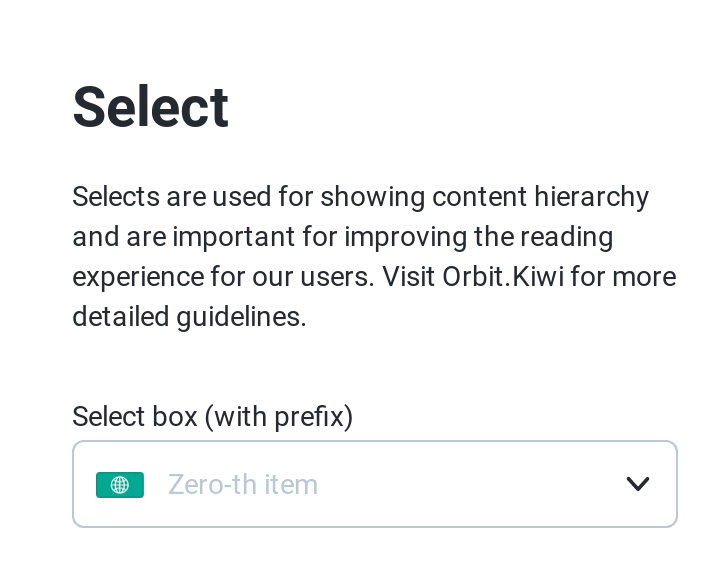 Select
Selects are used for showing content hierarchy
and are important for improving the reading
experience for our users. Visit Orbit.Kiwi for more
detailed guidelines.
Select box (with prefix)
Zero-th item